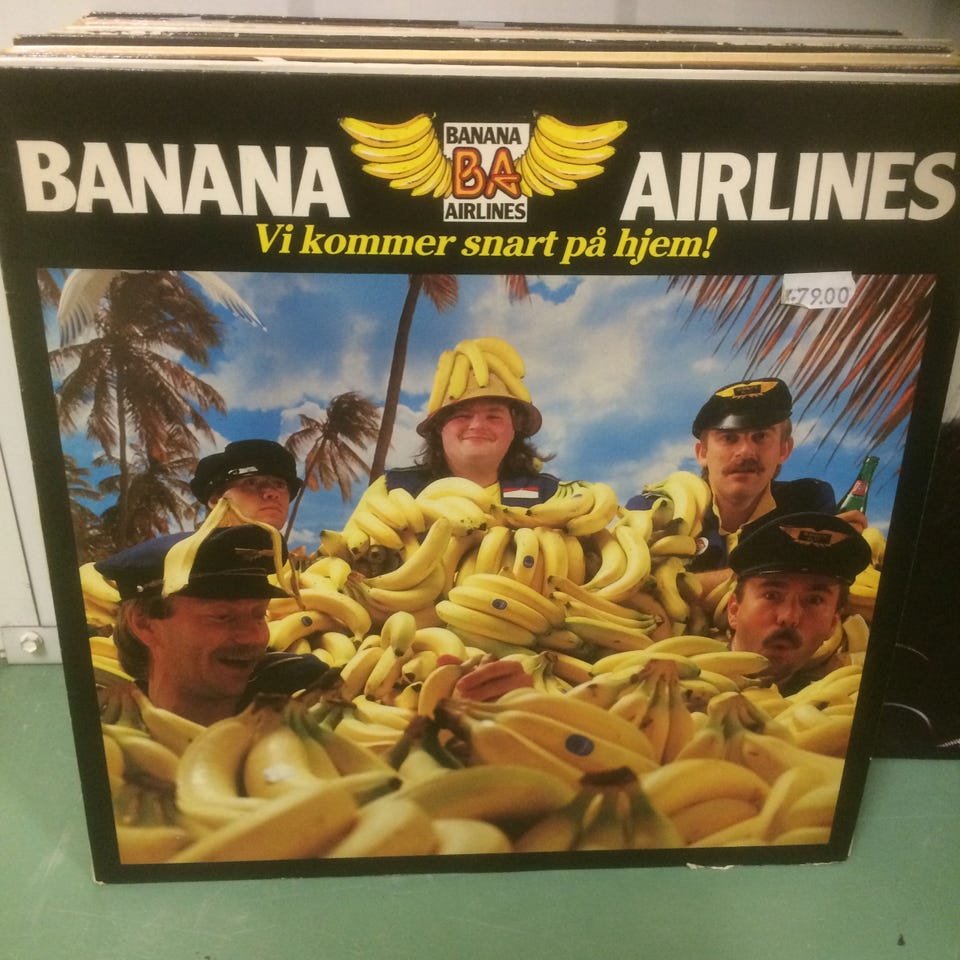 BANANA AIRLINES
BANANA
BA
AIRLINES
Vi kommer snart på hjem!
79.00